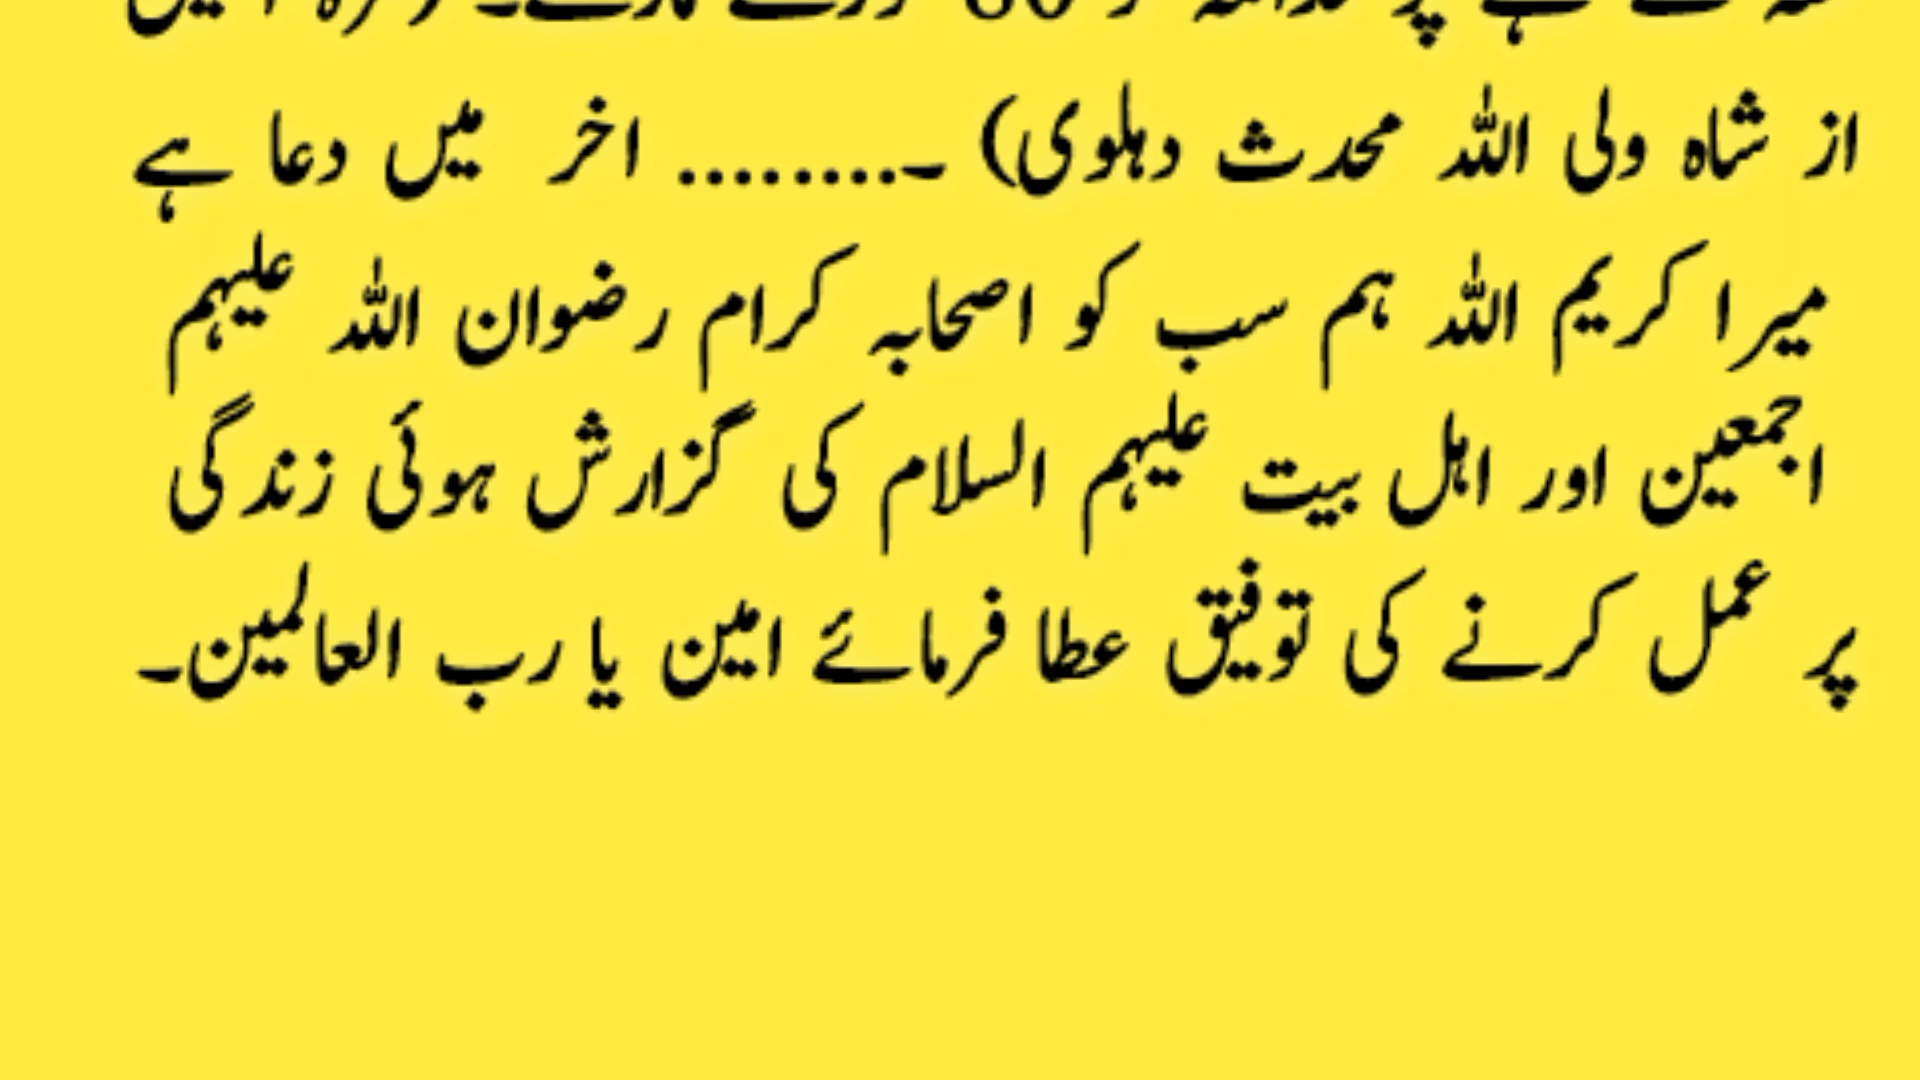 از شاہ ولی اللہ محدث دہلوی) ۔........ اخر میں دعا ہے
میرا کریم اللہ ہم سب کو اصحابہ کرام رضوان اللہ علیہم
اجمعین اور اہل بیت علیہم السلام کی گزارش ہوئی زندگی
پر عمل کرنے کی توفیق عطا فرمائے امین یا رب العالمین۔